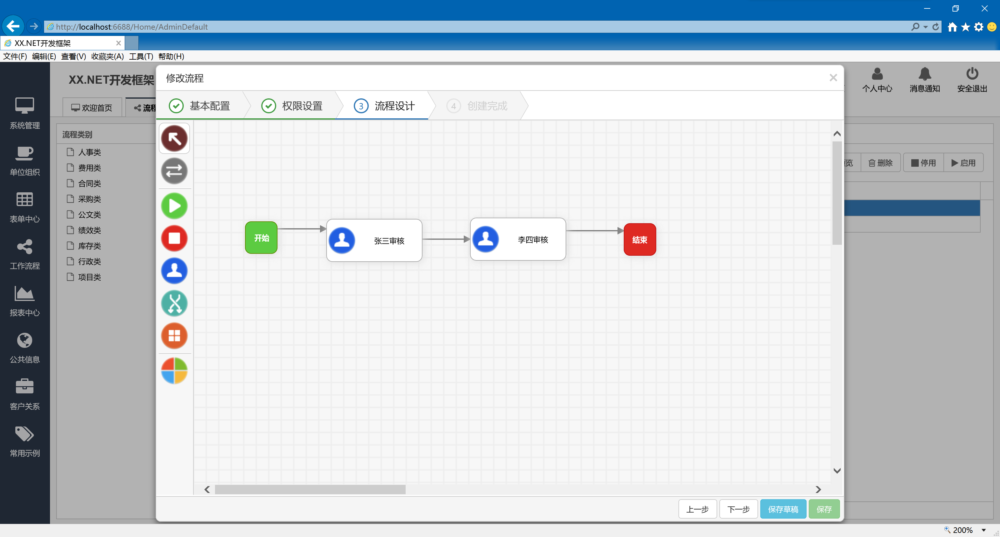 http://localhost:6688/Home/AdminDefault
XX.NET开发框架
文件(F) 编辑(E) 查看(V) 收藏夹(A) 工具(T) 帮助(H)
XX.NET开发框架
个人中心
消息通知
安全退出
欢迎首页
流程
系统管理
单位组织
表单中心
工作流程
报表中心
公共信息
客户关系
常用示例
流程类别
人事类
费用类
合同类
采购类
公文类
绩效类
库存类
行政类
项目类
修改流程
基本配置
权限设置
3 流程设计
4 创建完成
开始
张三审核
李四审核
结束
览
删除
停用
启用
上一步
下一步
保存草稿
保存
200%